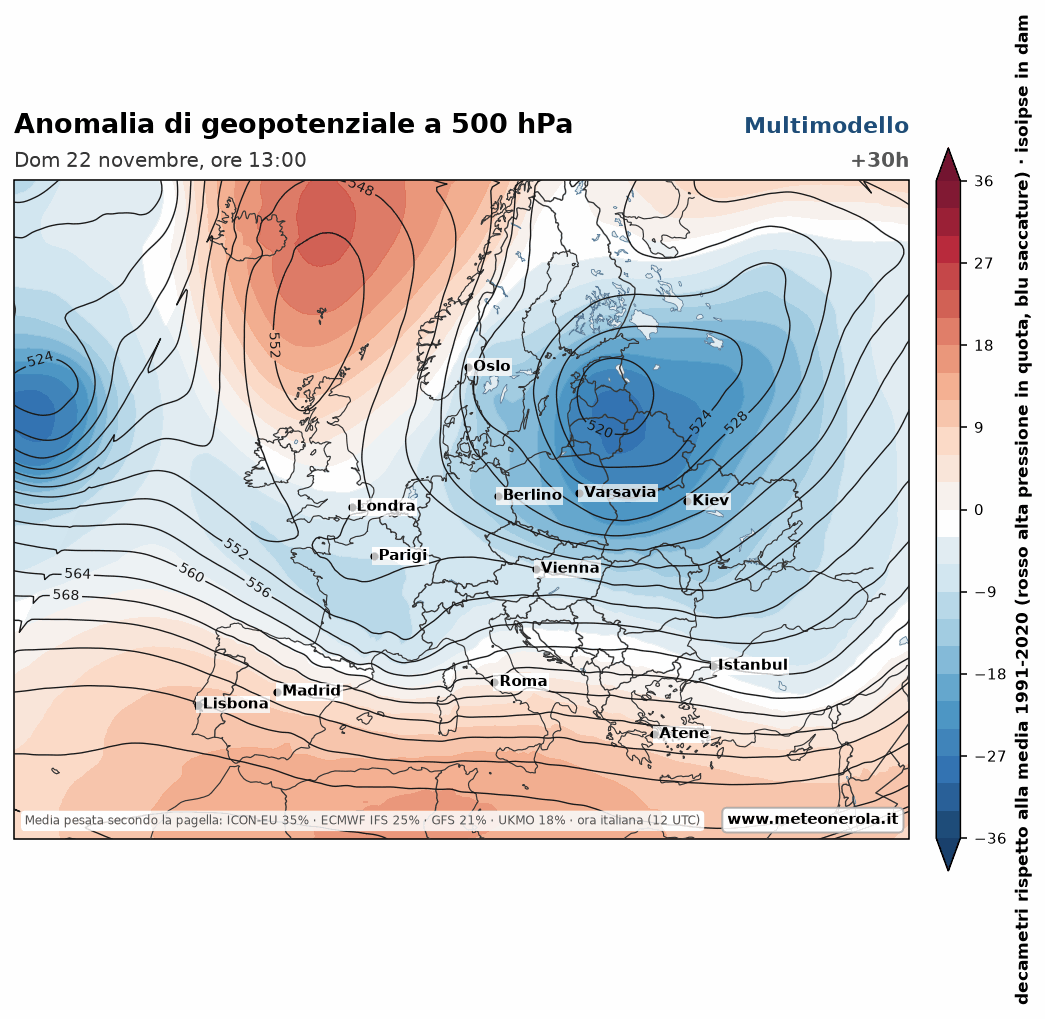 Anomalia di geopotenziale a 500 hPa
Multimodello
Dom 22 novembre, ore 13:00
+30h
548
36
27
18
9
0
−9
−18
−27
−36
decametri rispetto alla media 1991-2020 (rosso alta pressione in quota, blu saccature) · isoipse in dam
552
524
Oslo
524
528
520
Berlino
Varsavia
Kiev
Londra
552
Parigi
Vienna
564
560
556
568
Istanbul
Roma
Madrid
Lisbona
Atene
Media pesata secondo la pagella: ICON-EU 35% · ECMWF IFS 25% · GFS 21% · UKMO 18% · ora italiana (12 UTC)
www.meteonerola.it